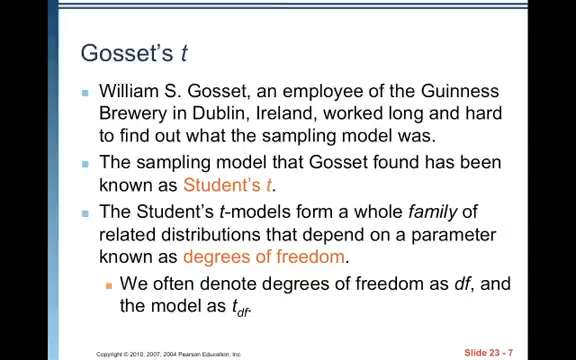 Gosset's t
William S. Gosset, an employee of the Guinness
Brewery in Dublin, Ireland, worked long and hard
to find out what the sampling model was.
The sampling model that Gosset found has been
known as Student's t.
The Student's t-models form a whole family of
related distributions that depend on a parameter
known as degrees of freedom.
We often denote degrees of freedom as df, and
the model as tdf.
Copyright © 2010, 2007, 2004 Pearson Education, Inc.
Slide 23 - 7